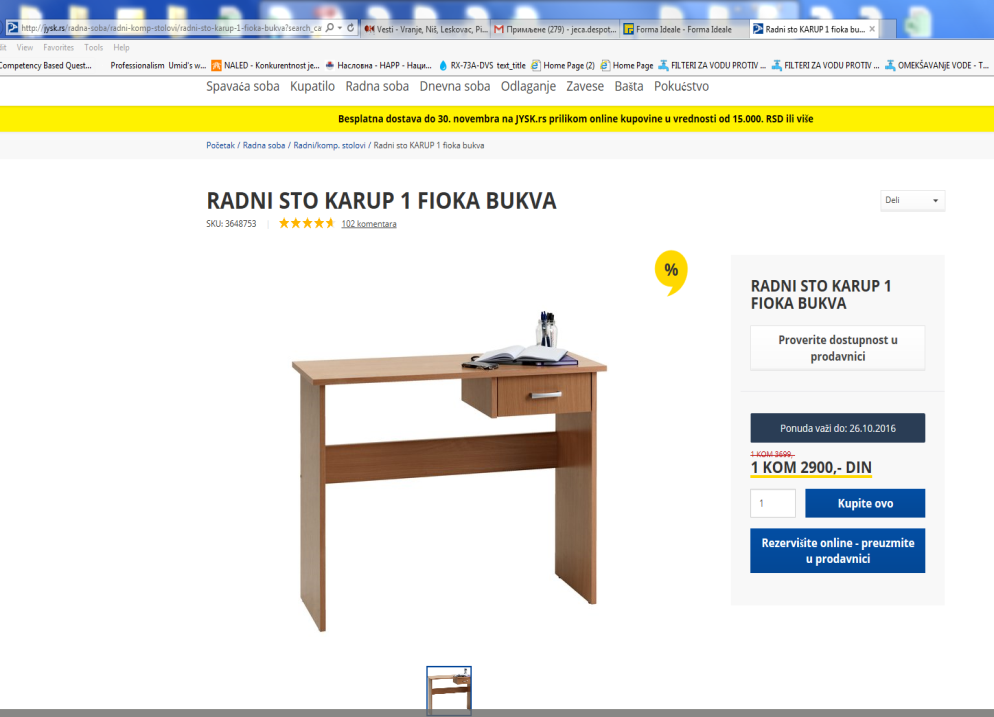 http://jysk.rs/radna-soba/radni-komp-stolovi/radni-sto-karup-1-fioka-bukva?search_ca
Vesti - Vranje, Niš, Leskovac, Pi...
Примљене (279) - jeca.despot...
Forma Ideale - Forma Ideale
Radni sto KARUP 1 fioka bu...
View Favorites Tools Help
Competency Based Quest...
Professionalism Umid's w...
NALED - Konkurentnost je...
Насловна - НАРР - Наци...
RX-73A-DVS text_title
Home Page (2)
Home Page
FILTERI ZA VODU PROTIV ...
FILTERI ZA VODU PROTIV ...
OMEKŠAVANJE VODE - T...
Spavaća soba Kupatilo Radna soba Dnevna soba Odlaganje Zavese Bašta Pokućstvo
Besplatna dostava do 30. novembra na JYSK.rs prilikom online kupovine u vrednosti od 15.000. RSD ili više
Početak / Radna soba / Radni/komp. stolovi / Radni sto KARUP 1 fioka bukva
RADNI STO KARUP 1 FIOKA BUKVA
Deli
SKU: 3648753 | 102 komentara
%
RADNI STO KARUP 1
FIOKA BUKVA
Proverite dostupnost u
prodavnici
Ponuda važi do: 26.10.2016
1 KOM 3699,-
1 KOM 2900,- DIN
1
Kupite ovo
Rezervišite online - preuzmite
u prodavnici